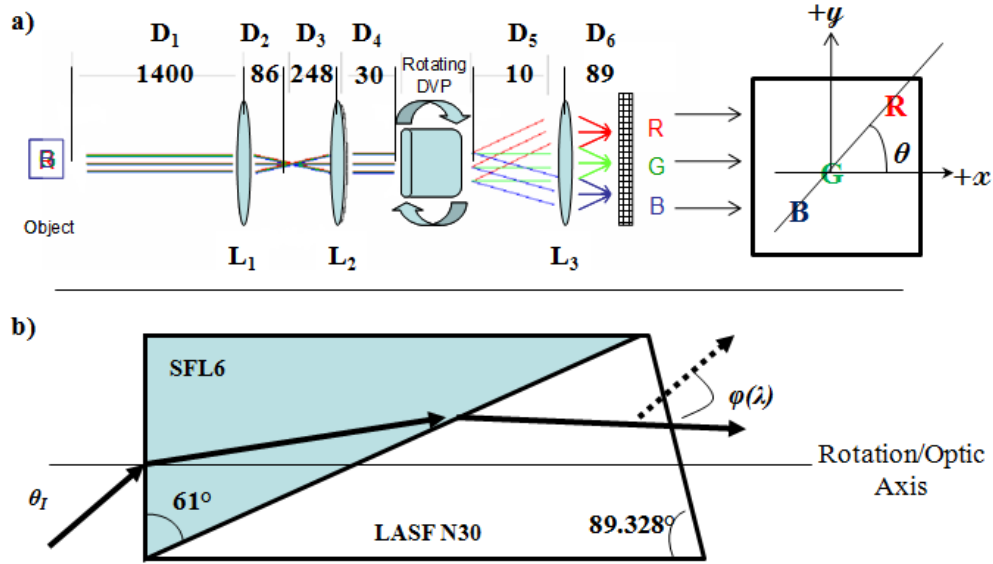 a)
D1 D2 D3 D4 D5 D6
1400 86 248 30 10 89
Rotating
DVP
R
G
B
Object
L1 L2 L3
+y
R
θ
G
+x
B
b)
SFL6
φ(λ)
Rotation/Optic
Axis
θI
61°
LASF N30
89.328°